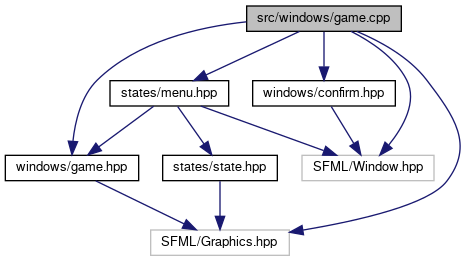 src/windows/game.cpp
states/menu.hpp
windows/confirm.hpp
windows/game.hpp
states/state.hpp
SFML/Window.hpp
SFML/Graphics.hpp